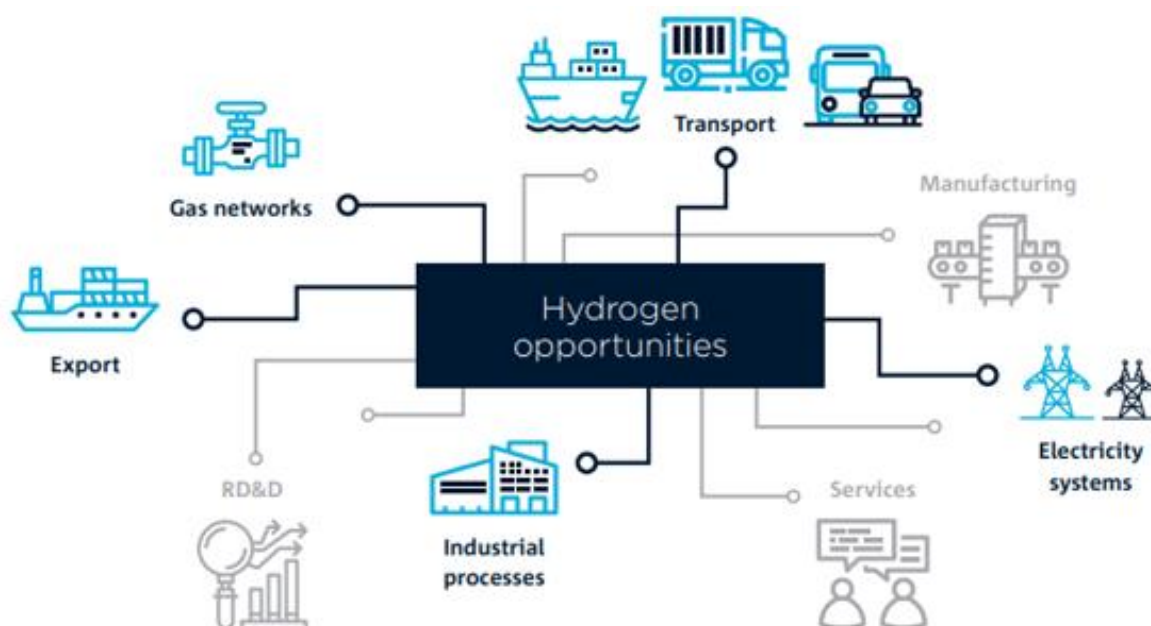 Transport
Manufacturing
Gas networks
Hydrogen
opportunities
Export
Electricity
systems
RD&D
Services
Industrial
processes